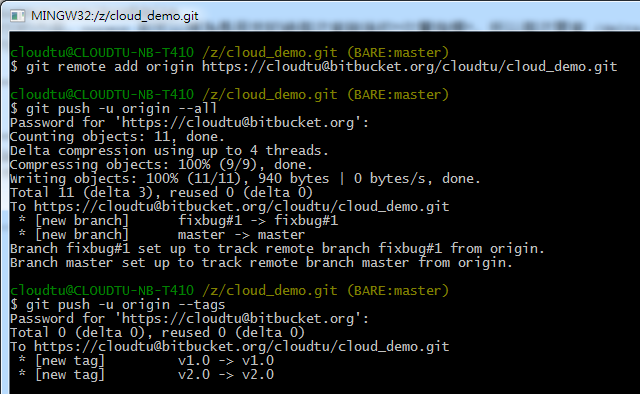 MINGW32:/z/cloud_demo.git
cloudtu@CLOUDTU-NB-T410 /z/cloud_demo.git (BARE:master)
$ git remote add origin https://cloudtu@bitbucket.org/cloudtu/cloud_demo.git
cloudtu@CLOUDTU-NB-T410 /z/cloud_demo.git (BARE:master)
$ git push -u origin --all
Password for 'https://cloudtu@bitbucket.org':
Counting objects: 11, done.
Delta compression using up to 4 threads.
Compressing objects: 100% (9/9), done.
Writing objects: 100% (11/11), 940 bytes | 0 bytes/s, done.
Total 11 (delta 3), reused 0 (delta 0)
To https://cloudtu@bitbucket.org/cloudtu/cloud_demo.git
 * [new branch]      fixbug#1 -> fixbug#1
 * [new branch]      master -> master
Branch fixbug#1 set up to track remote branch fixbug#1 from origin.
Branch master set up to track remote branch master from origin.
cloudtu@CLOUDTU-NB-T410 /z/cloud_demo.git (BARE:master)
$ git push -u origin --tags
Password for 'https://cloudtu@bitbucket.org':
Total 0 (delta 0), reused 0 (delta 0)
To https://cloudtu@bitbucket.org/cloudtu/cloud_demo.git
 * [new tag]         v1.0 -> v1.0
 * [new tag]         v2.0 -> v2.0